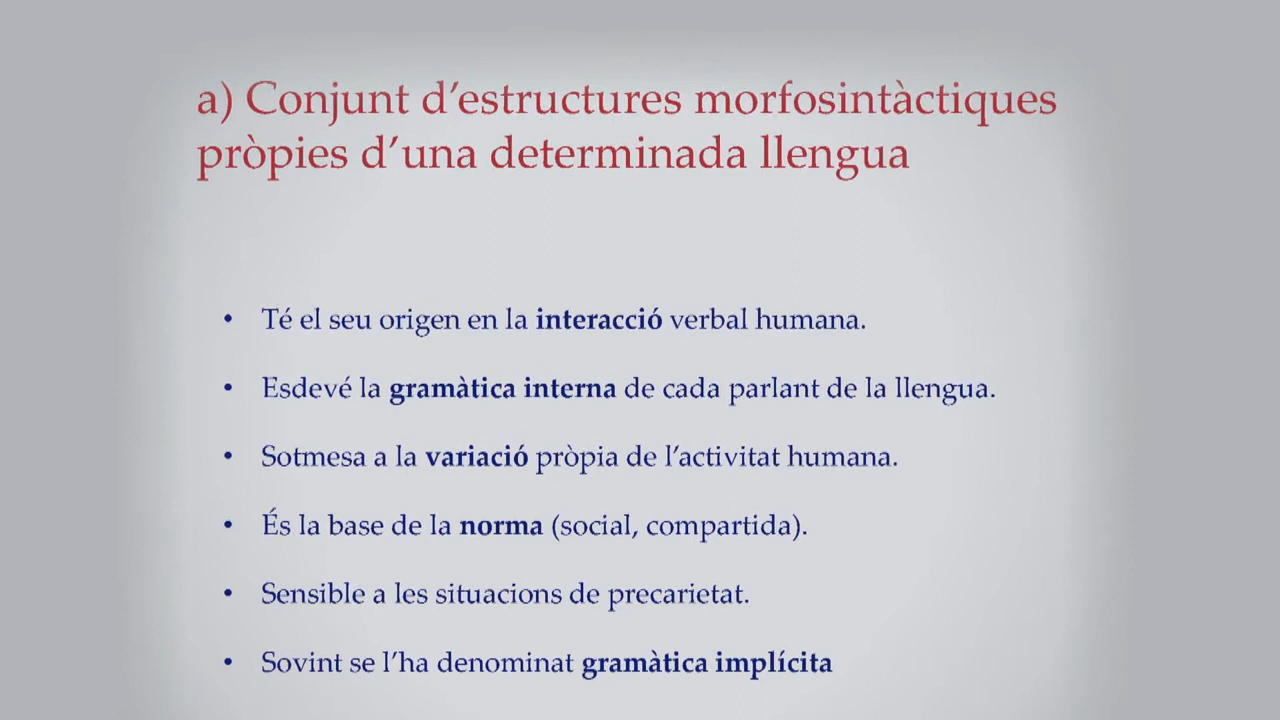 a) Conjunt d’estructures morfosintàctiques
pròpies d’una determinada llengua
• Té el seu origen en la interacció verbal humana.
• Esdevé la gramàtica interna de cada parlant de la llengua.
• Sotmesa a la variació pròpia de l’activitat humana.
• És la base de la norma (social, compartida).
• Sensible a les situacions de precarietat.
• Sovint se l’ha denominat gramàtica implícita